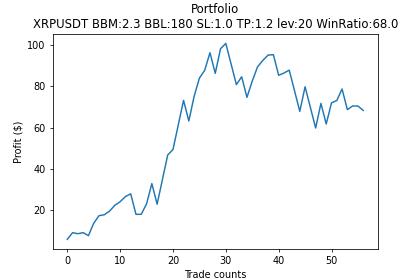 Portfolio
XRPUSDT BBM:2.3 BBL:180 SL:1.0 TP:1.2 lev:20 WinRatio:68.0
Profit ($)
100
80
60
40
20
0 10 20 30 40 50
Trade counts